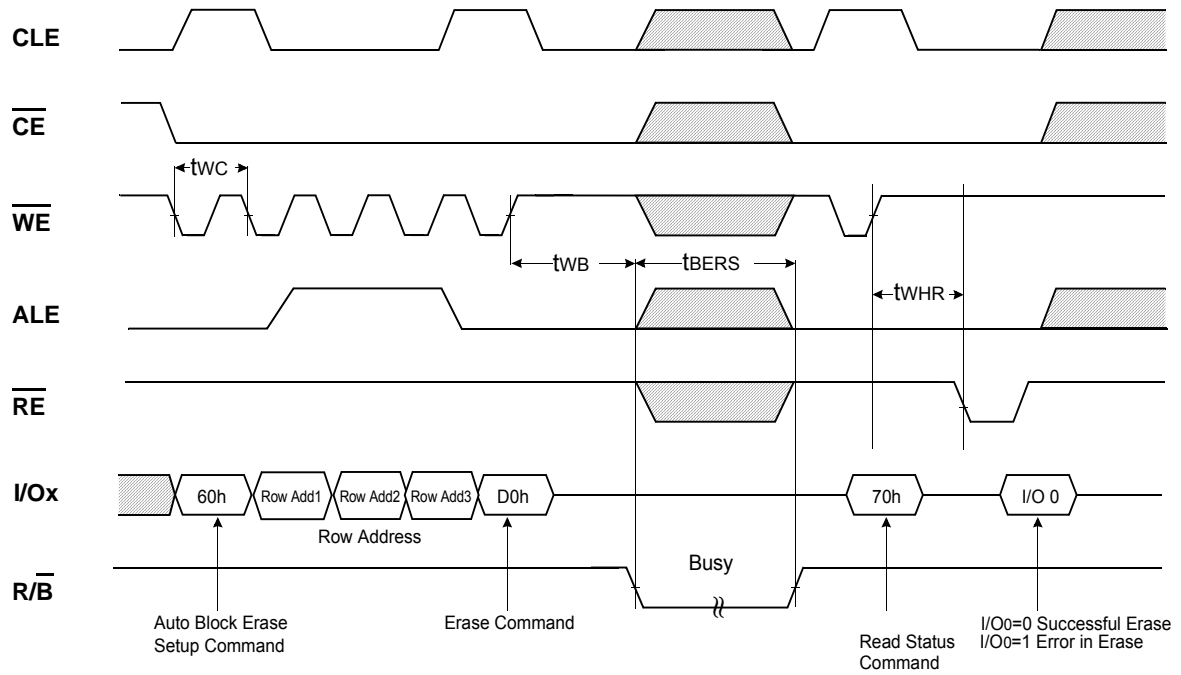 CLE
CE
tWC
WE
tWB
tBERS
tWHR
ALE
RE
I/Ox
60h
Row Add1
Row Add2
Row Add3
D0h
70h
I/O 0
Row Address
Busy
R/B
Auto Block Erase
Setup Command
Erase Command
Read Status
Command
I/O0=0 Successful Erase
I/O0=1 Error in Erase